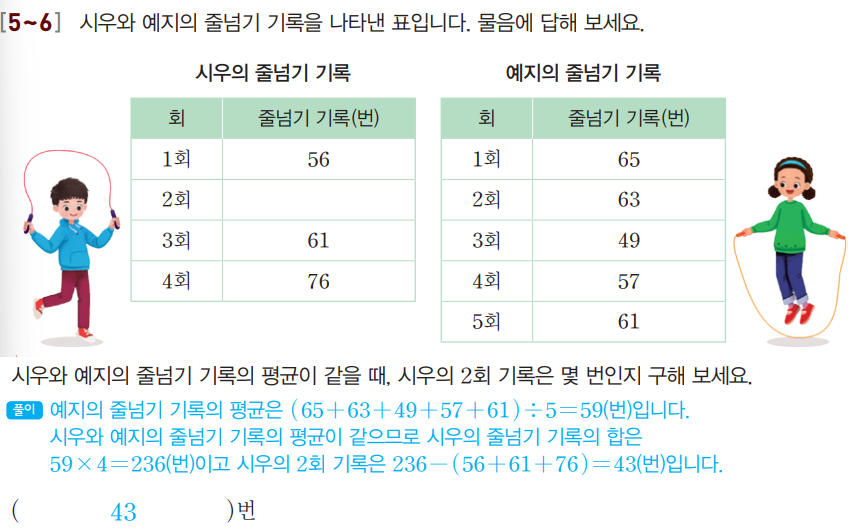 [5~6] 시우와 예지의 줄넘기 기록을 나타낸 표입니다. 물음에 답해 보세요.
시우의 줄넘기 기록
회 줄넘기 기록(번)
1회 56
2회
3회 61
4회 76
예지의 줄넘기 기록
회 줄넘기 기록(번)
1회 65
2회 63
3회 49
4회 57
5회 61
시우와 예지의 줄넘기 기록의 평균이 같을 때, 시우의 2회 기록은 몇 번인지 구해 보세요.
풀이 예지의 줄넘기 기록의 평균은 (65+63+49+57+61)÷5=59(번)입니다.
시우와 예지의 줄넘기 기록의 평균이 같으므로 시우의 줄넘기 기록의 합은
59×4=236(번)이고 시우의 2회 기록은 236-(56+61+76)=43(번)입니다.
( 43 )번